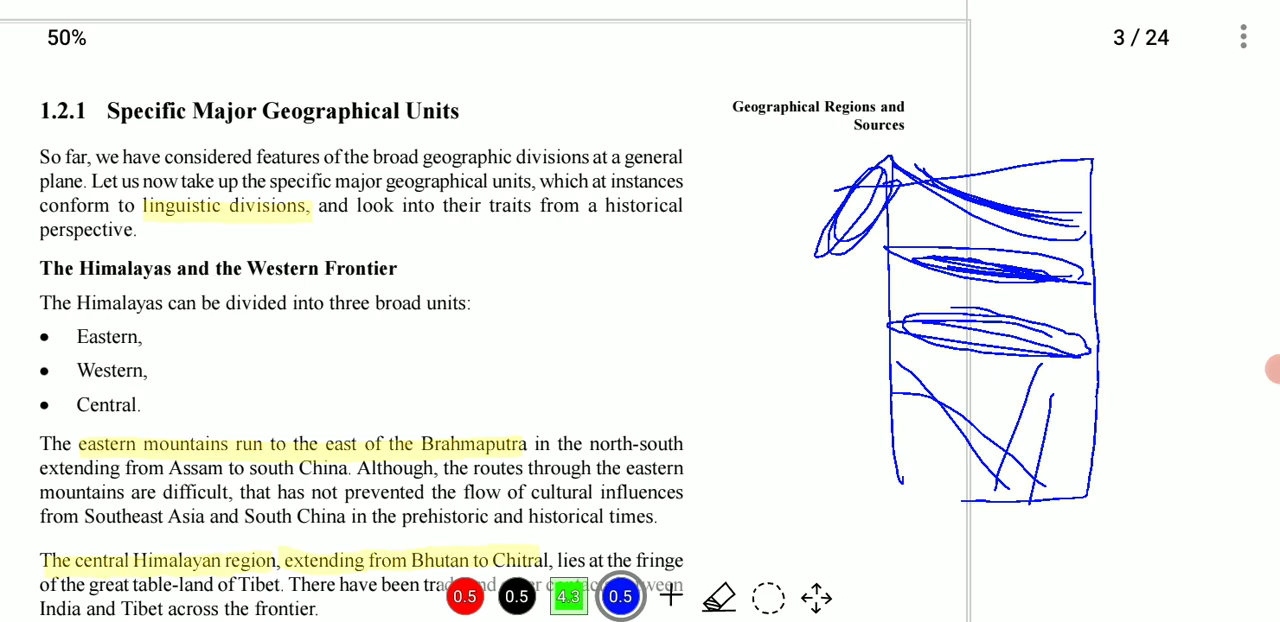 50%
3 / 24
1.2.1 Specific Major Geographical Units
Geographical Regions and
Sources
So far, we have considered features of the broad geographic divisions at a general
plane. Let us now take up the specific major geographical units, which at instances
conform to linguistic divisions, and look into their traits from a historical
perspective.
The Himalayas and the Western Frontier
The Himalayas can be divided into three broad units:
• Eastern,
• Western,
• Central.
The eastern mountains run to the east of the Brahmaputra in the north-south
extending from Assam to south China. Although, the routes through the eastern
mountains are difficult, that has not prevented the flow of cultural influences
from Southeast Asia and South China in the prehistoric and historical times.
The central Himalayan region, extending from Bhutan to Chitral, lies at the fringe
of the great table-land of Tibet. There have been
India and Tibet across the frontier.
0.5 0.5 4.3 0.5